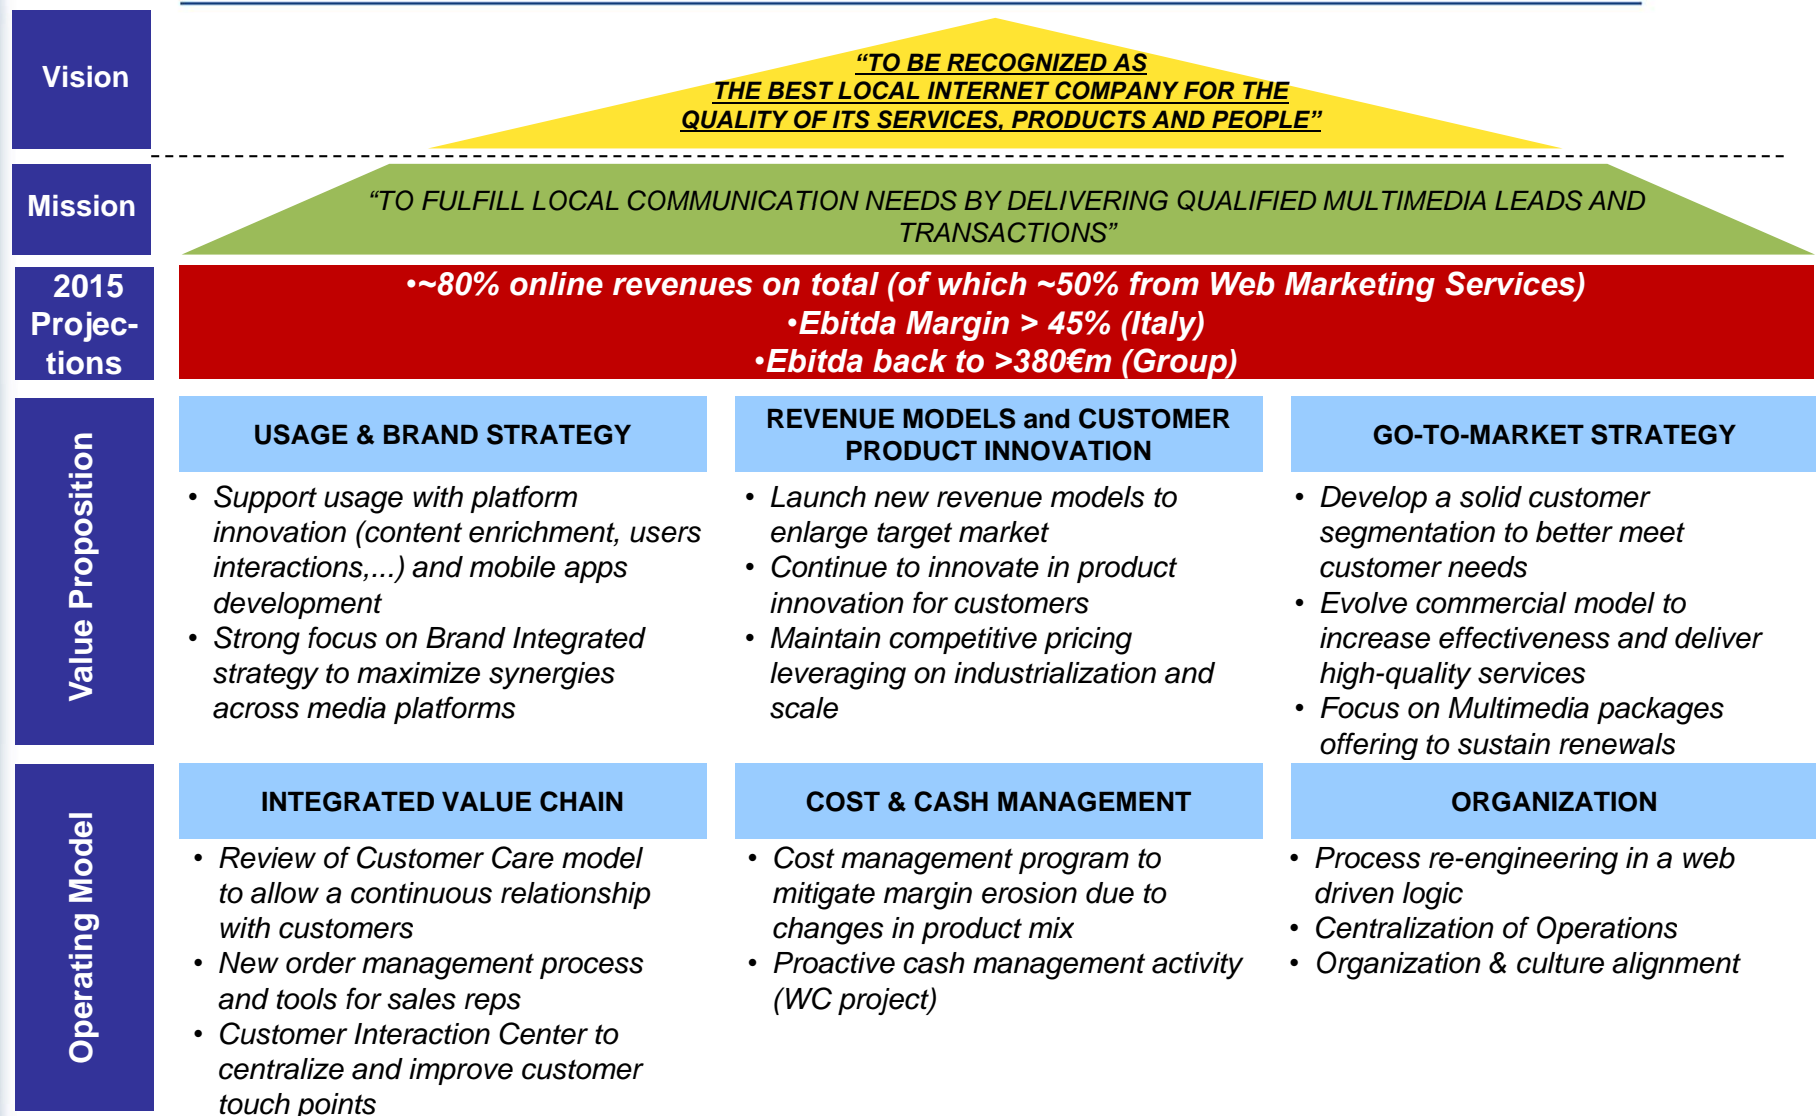 Vision
“TO BE RECOGNIZED AS
THE BEST LOCAL INTERNET COMPANY FOR THE
QUALITY OF ITS SERVICES, PRODUCTS AND PEOPLE”
Mission
“TO FULFILL LOCAL COMMUNICATION NEEDS BY DELIVERING QUALIFIED MULTIMEDIA LEADS AND
TRANSACTIONS”
2015
Projec-
tions
•~80% online revenues on total (of which ~50% from Web Marketing Services)
•Ebitda Margin > 45% (Italy)
•Ebitda back to >380€m (Group)
Value Proposition
USAGE & BRAND STRATEGY
• Support usage with platform
innovation (content enrichment, users
interactions,...) and mobile apps
development
• Strong focus on Brand Integrated
strategy to maximize synergies
across media platforms
REVENUE MODELS and CUSTOMER
PRODUCT INNOVATION
• Launch new revenue models to
enlarge target market
• Continue to innovate in product
innovation for customers
• Maintain competitive pricing
leveraging on industrialization and
scale
GO-TO-MARKET STRATEGY
• Develop a solid customer
segmentation to better meet
customer needs
• Evolve commercial model to
increase effectiveness and deliver
high-quality services
• Focus on Multimedia packages
offering to sustain renewals
Operating Model
INTEGRATED VALUE CHAIN
• Review of Customer Care model
to allow a continuous relationship
with customers
• New order management process
and tools for sales reps
• Customer Interaction Center to
centralize and improve customer
touch points
COST & CASH MANAGEMENT
• Cost management program to
mitigate margin erosion due to
changes in product mix
• Proactive cash management activity
(WC project)
ORGANIZATION
• Process re-engineering in a web
driven logic
• Centralization of Operations
• Organization & culture alignment